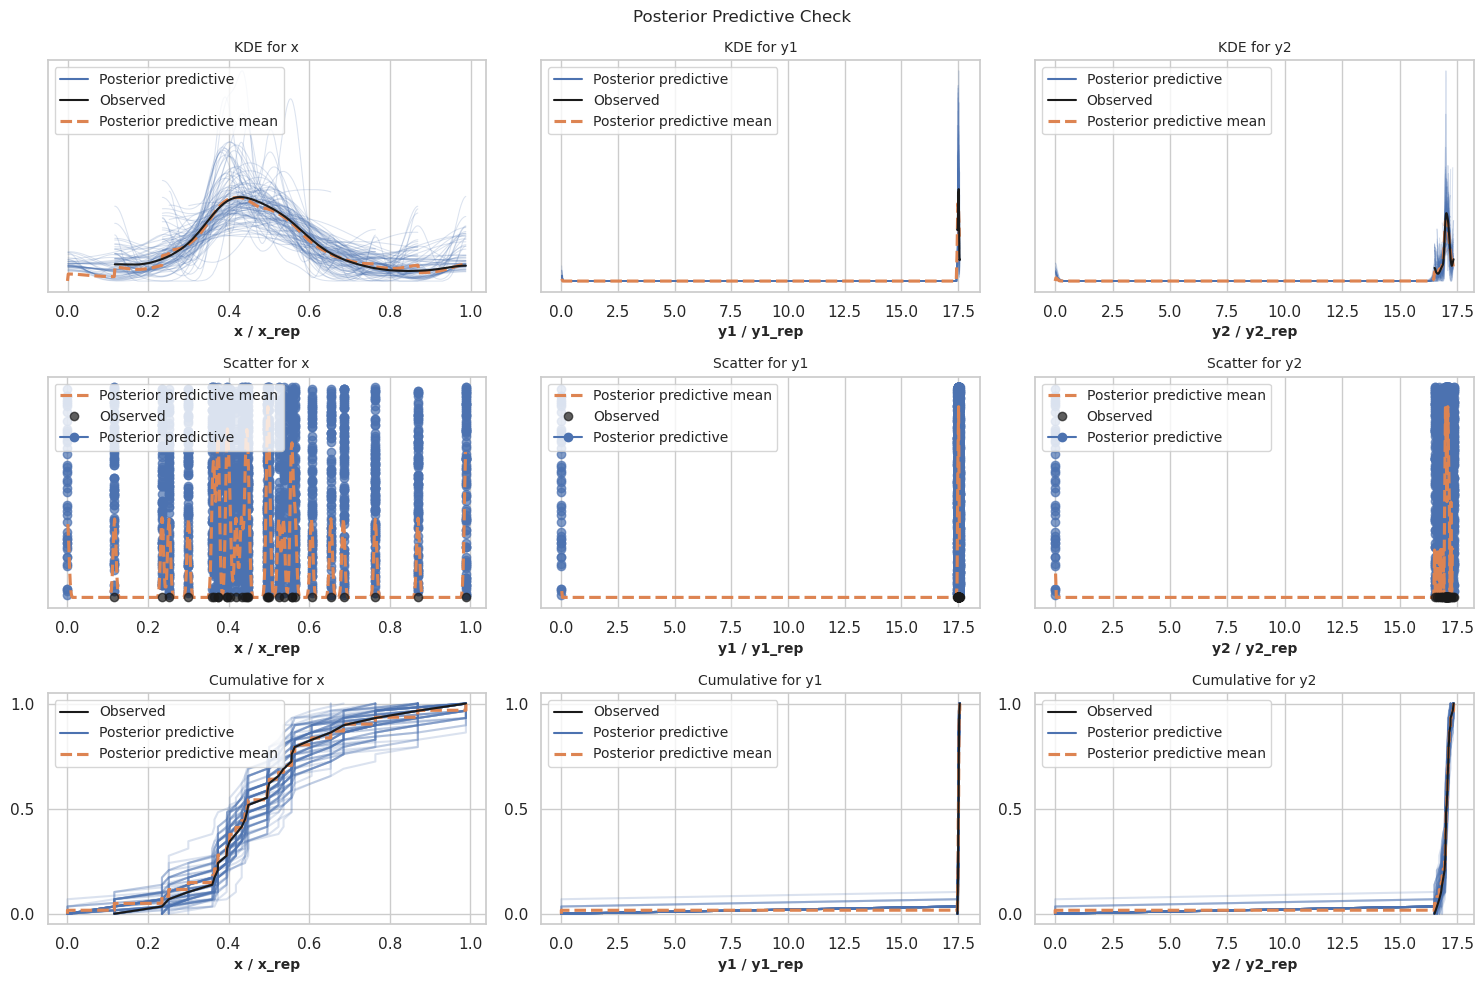 Posterior Predictive Check
KDE for x
Posterior predictive
Observed
Posterior predictive mean
0.0 0.2 0.4 0.6 0.8 1.0
x / x_rep
KDE for y1
Posterior predictive
Observed
Posterior predictive mean
0.0 2.5 5.0 7.5 10.0 12.5 15.0 17.5
y1 / y1_rep
KDE for y2
Posterior predictive
Observed
Posterior predictive mean
0.0 2.5 5.0 7.5 10.0 12.5 15.0 17.5
y2 / y2_rep
Scatter for x
Posterior predictive mean
Observed
Posterior predictive
0.0 0.2 0.4 0.6 0.8 1.0
x / x_rep
Scatter for y1
Posterior predictive mean
Observed
Posterior predictive
0.0 2.5 5.0 7.5 10.0 12.5 15.0 17.5
y1 / y1_rep
Scatter for y2
Posterior predictive mean
Observed
Posterior predictive
0.0 2.5 5.0 7.5 10.0 12.5 15.0 17.5
y2 / y2_rep
Cumulative for x
1.0
0.5
0.0
Observed
Posterior predictive
Posterior predictive mean
0.0 0.2 0.4 0.6 0.8 1.0
x / x_rep
Cumulative for y1
1.0
0.5
0.0
Observed
Posterior predictive
Posterior predictive mean
0.0 2.5 5.0 7.5 10.0 12.5 15.0 17.5
y1 / y1_rep
Cumulative for y2
1.0
0.5
0.0
Observed
Posterior predictive
Posterior predictive mean
0.0 2.5 5.0 7.5 10.0 12.5 15.0 17.5
y2 / y2_rep